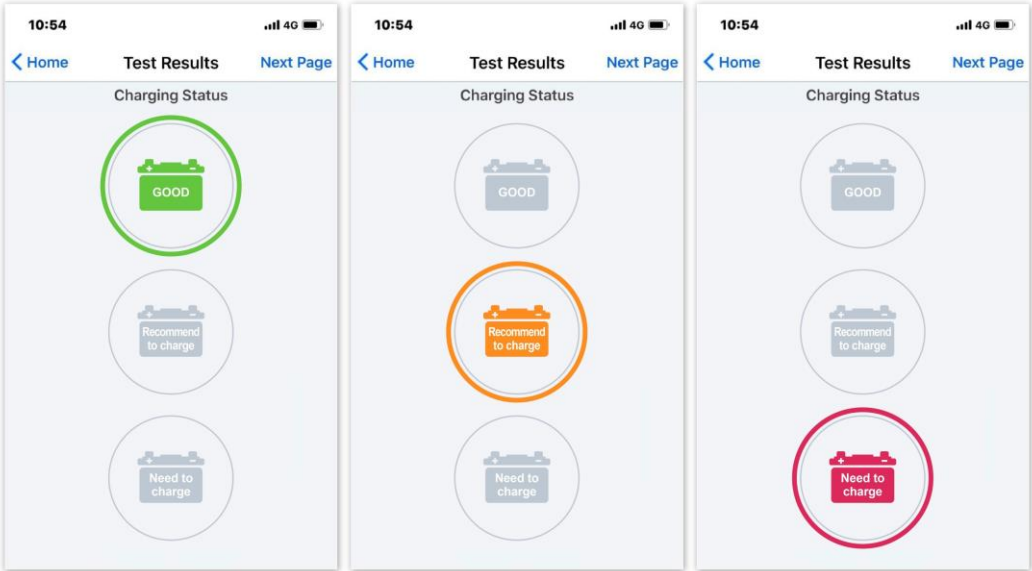 10:54
4G
Home
Test Results
Next Page
Charging Status
+ -
GOOD
+ -
Recommend
to charge
+ -
Need to
charge
10:54
4G
Home
Test Results
Next Page
Charging Status
+ -
GOOD
+ -
Recommend
to charge
+ -
Need to
charge
10:54
4G
Home
Test Results
Next Page
Charging Status
+ -
GOOD
+ -
Recommend
to charge
+ -
Need to
charge